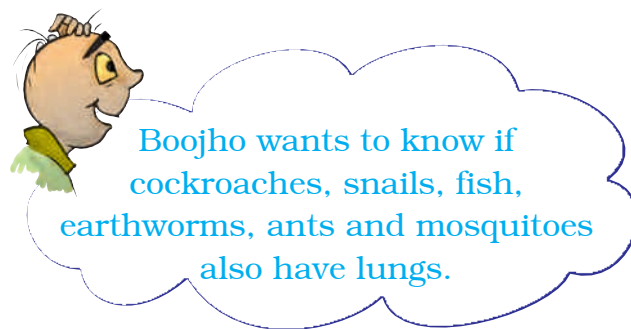 Boojho wants to know if
cockroaches, snails, fish,
earthworms, ants and mosquitoes
also have lungs.